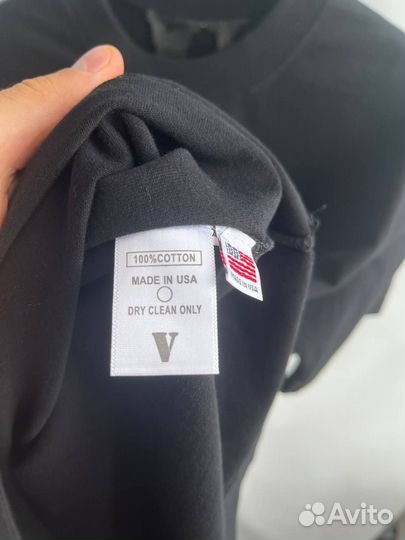 100%COTTON
MADE IN USA
DRY CLEAN ONLY
V
MADE IN USA
Avito